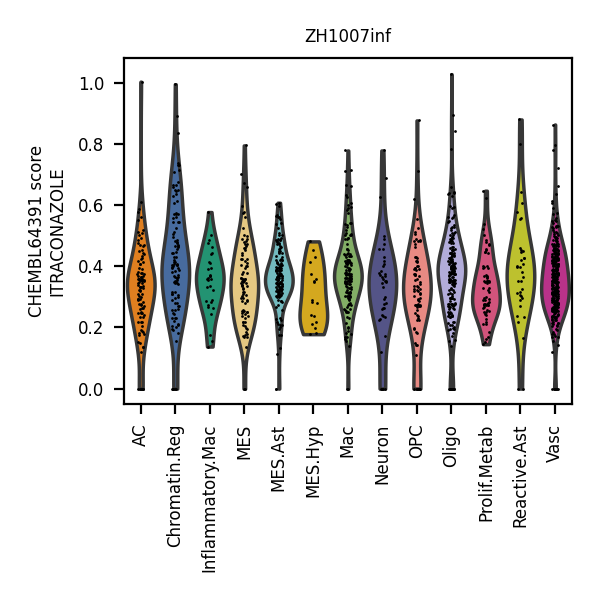 ZH1007inf
CHEMBL64391 score
ITRACONAZOLE
1.0
0.8
0.6
0.4
0.2
0.0
AC
Chromatin.Reg
Inflammatory.Mac
MES
MES.Ast
MES.Hyp
Mac
Neuron
OPC
Oligo
Prolif.Metab
Reactive.Ast
Vasc